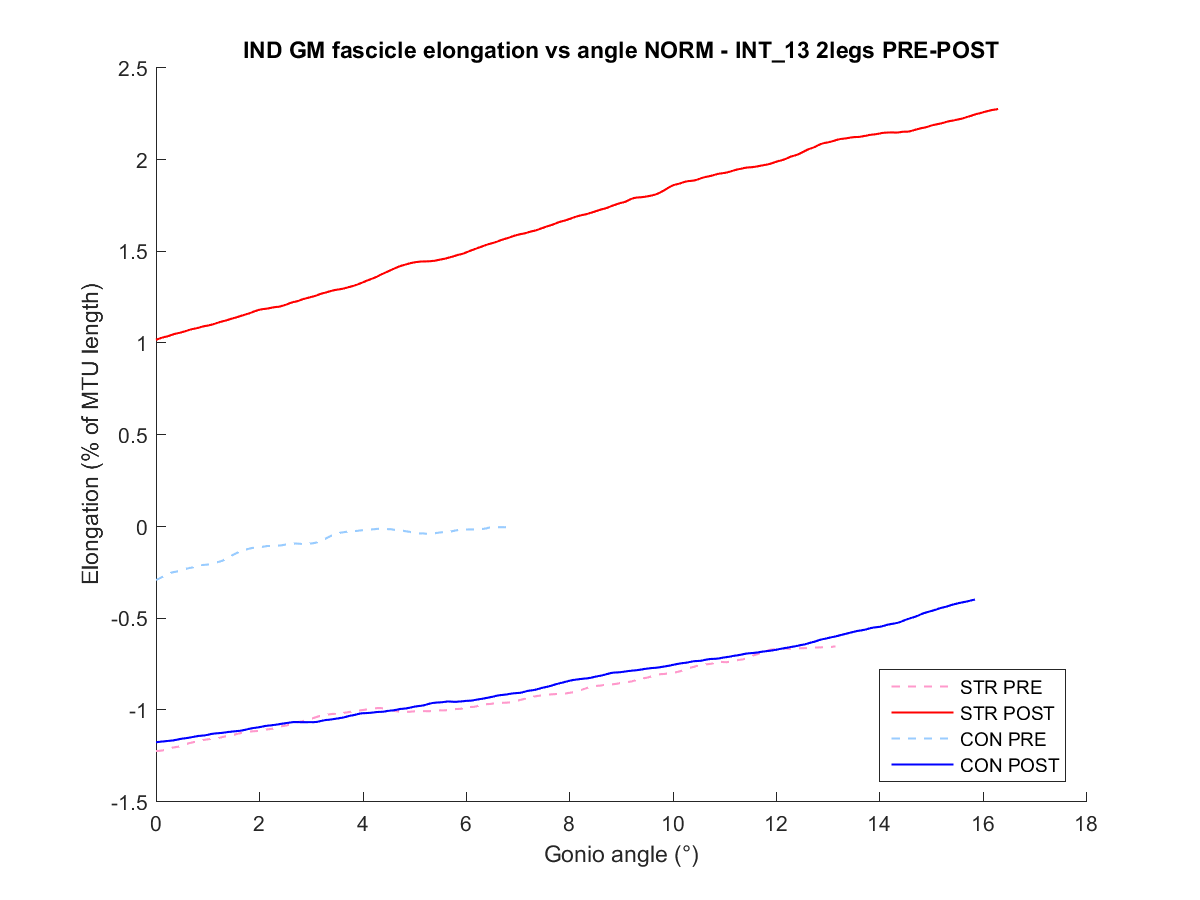 IND GM fascicle elongation vs angle NORM - INT_13 2legs PRE-POST
2.5
2
1.5
1
0.5
0
-0.5
-1
-1.5
Elongation (% of MTU length)
STR PRE
STR POST
CON PRE
CON POST
0 2 4 6 8 10 12 14 16 18
Gonio angle (°)